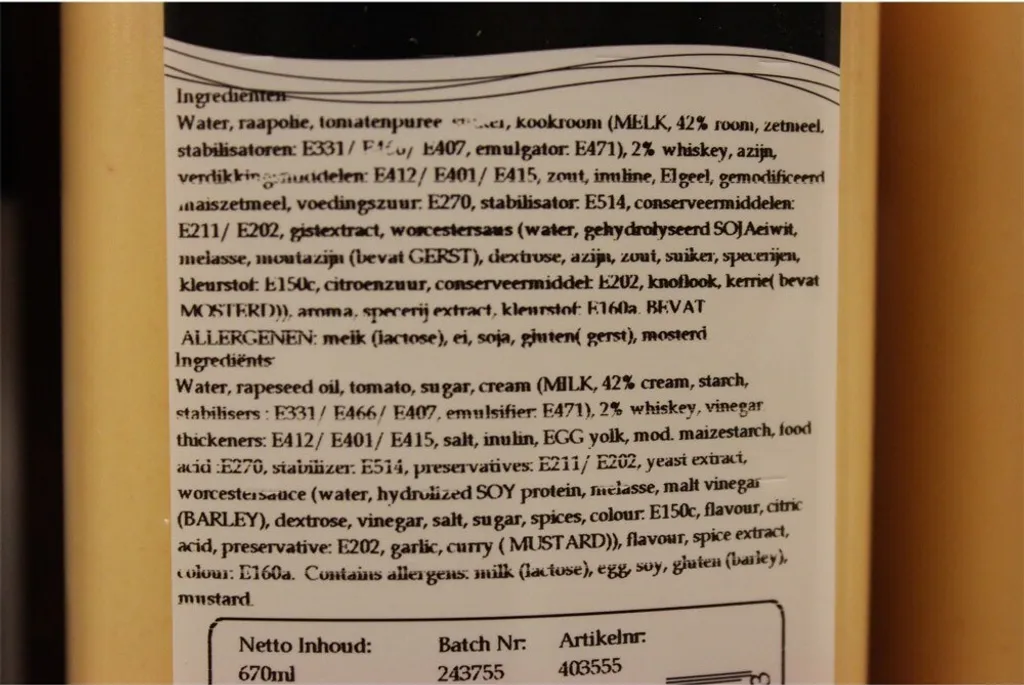 Ingrediënten
Water, raapolie, tomatenpuree kookroom (MELK, 42% room, zetmeel,
stabilisatoren: E331/ E407, emulgator: E471), 2% whiskey, azijn,
E412/ E401/ E415, zout, inuline, EIgeel, gemodificeerd
maiszetmeel, voedingszuur: E270, stabilisator: E514, conserveermiddelen:
E211/ E202, gistextract, worcestersaus (water, gehydrolyseerd SOJAeiwit,
melasse, moutazijn (bevat GERST), dextrose, azijn, zout, suiker, specerijen,
kleurstof: E150c, citroenzuur, conserveermiddel: E202, knoflook, kerrie( bevat
MOSTERD)), aroma, specerij extract, kleurstof: E160a. BEVAT
ALLERGENEN: melk (lactose), ei, soja, gluten( gerst), mosterd
Ingrediënts
Water, rapeseed oil, tomato, sugar, cream (MILK, 42% cream, starch,
stabilisers : E331/ E466/ E407, emulsifier: E471), 2% whiskey, vinegar
thickeners: E412/ E401/ E415, salt, inulin, EGG yolk, mod. maizestarch, food
acid :E270, stabilizer: E514, preservatives: E211/ E202, yeast extract,
worcestersauce (water, hydrolized SOY protein, melasse, malt vinegar
(BARLEY), dextrose, vinegar, salt, sugar, spices, colour: E150c, flavour, citric
acid, preservative: E202, garlic, curry ( MUSTARD)), flavour, spice extract,
colour: E160a. Contains allergens: milk (lactose), egg, soy, gluten (barley),
mustard.
Netto Inhoud: Batch Nr: Artikelnr:
670ml 243755 403555